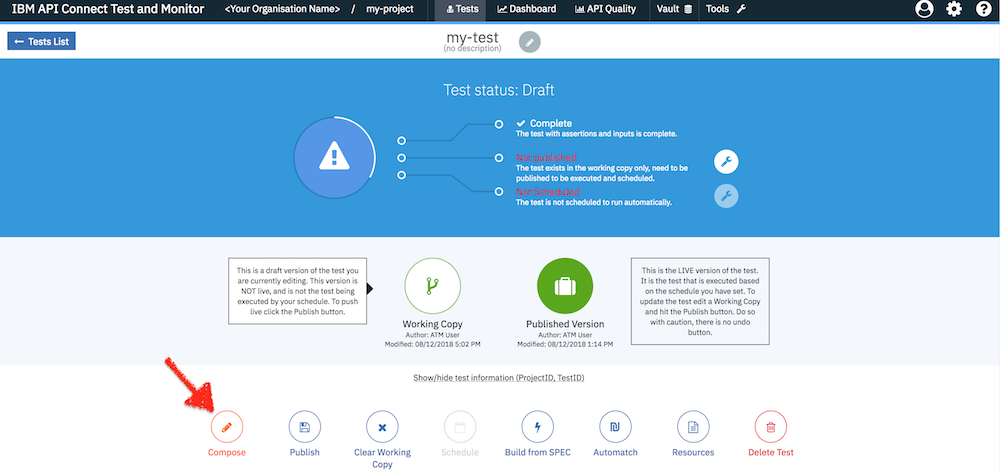 IBM API Connect Test and Monitor <Your Organisation Name> / my-project Tests Dashboard API Quality Vault Tools ?
← Tests List
my-test
(no description)
Test status: Draft
Complete
The test with assertions and inputs is complete.
The test exists in the working copy only, need to be
published to be executed and scheduled.
Not Scheduled
The test is not scheduled to run automatically.
This is a draft version of the test you
are currently editing. This version is
NOT live, and is not the test being
executed by your schedule. To push
live click the Publish button.
Working Copy
Author: ATM User
Modified: 08/12/2018 5:02 PM
Published Version
Author: ATM User
Modified: 08/12/2018 1:14 PM
This is the LIVE version of the test.
It is the test that is executed based
on the schedule you have set. To
update the test edit a Working Copy
and hit the Publish button. Do so
with caution, there is no undo
button.
Show/hide test information (ProjectID, TestID)
Compose
Publish
Clear Working
Copy
Schedule
Build from SPEC
Automatch
Resources
Delete Test